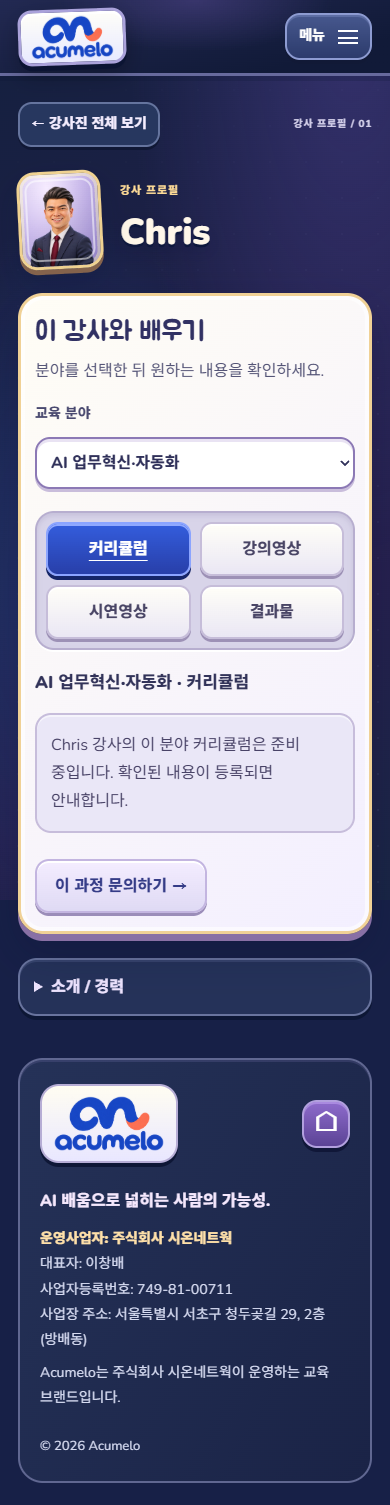 acumelo
메뉴
← 강사진 전체 보기
강사 프로필 / 01
강사 프로필
Chris
이 강사와 배우기
분야를 선택한 뒤 원하는 내용을 확인하세요.
교육 분야
AI 업무혁신·자동화
커리큘럼
강의영상
시연영상
결과물
AI 업무혁신·자동화 · 커리큘럼
Chris 강사의 이 분야 커리큘럼은 준비
중입니다. 확인된 내용이 등록되면
안내합니다.
이 과정 문의하기 →
▶ 소개 / 경력
acumelo
AI 배움으로 넓히는 사람의 가능성.
운영사업자: 주식회사 시온네트웍
대표자: 이창배
사업자등록번호: 749-81-00711
사업장 주소: 서울특별시 서초구 청두곶길 29, 2층
(방배동)
Acumelo는 주식회사 시온네트웍이 운영하는 교육
브랜드입니다.
© 2026 Acumelo